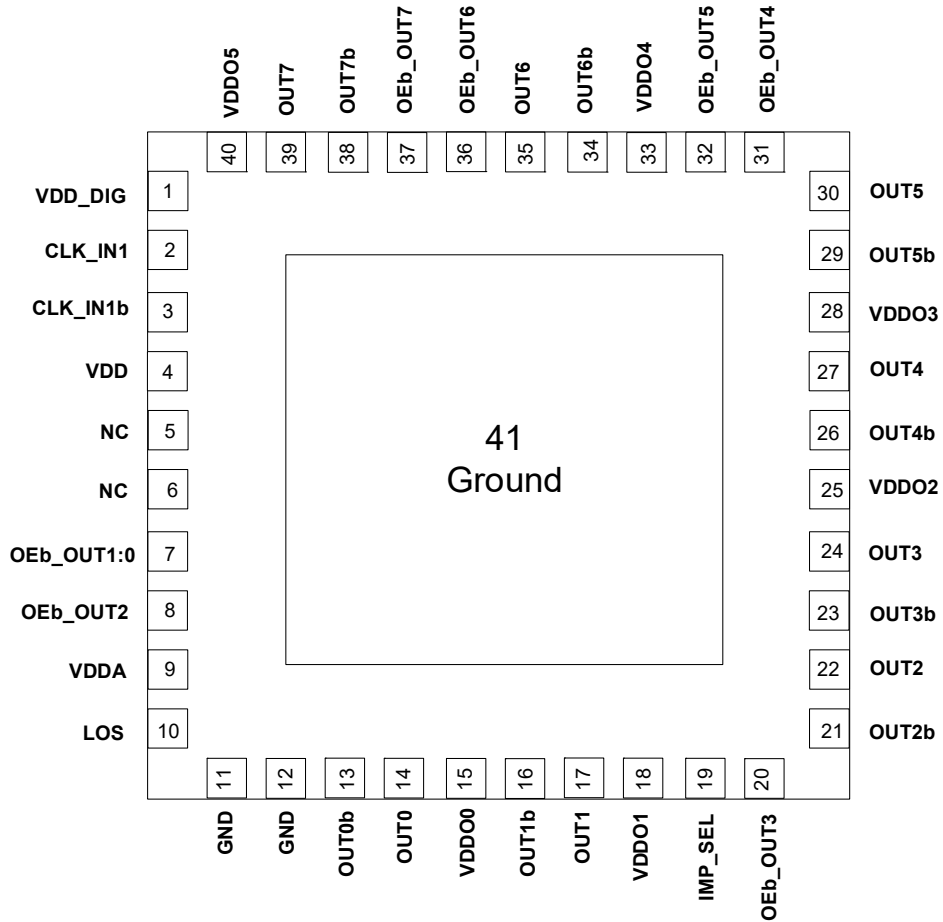 VDDO5
OUT7
OUT7b
OEb_OUT7
OEb_OUT6
OUT6
OUT6b
VDDO4
OEb_OUT5
OEb_OUT4
40
39
38
37
36
35
34
33
32
31
VDD_DIG 1
CLK_IN1 2
CLK_IN1b 3
VDD 4
NC 5
NC 6
OEb_OUT1:0 7
OEb_OUT2 8
VDDA 9
LOS 10
41
Ground
30 OUT5
29 OUT5b
28 VDDO3
27 OUT4
26 OUT4b
25 VDDO2
24 OUT3
23 OUT3b
22 OUT2
21 OUT2b
11
12
13
14
15
16
17
18
19
20
GND
GND
OUT0b
OUT0
VDDO0
OUT1b
OUT1
VDDO1
IMP_SEL
OEb_OUT3